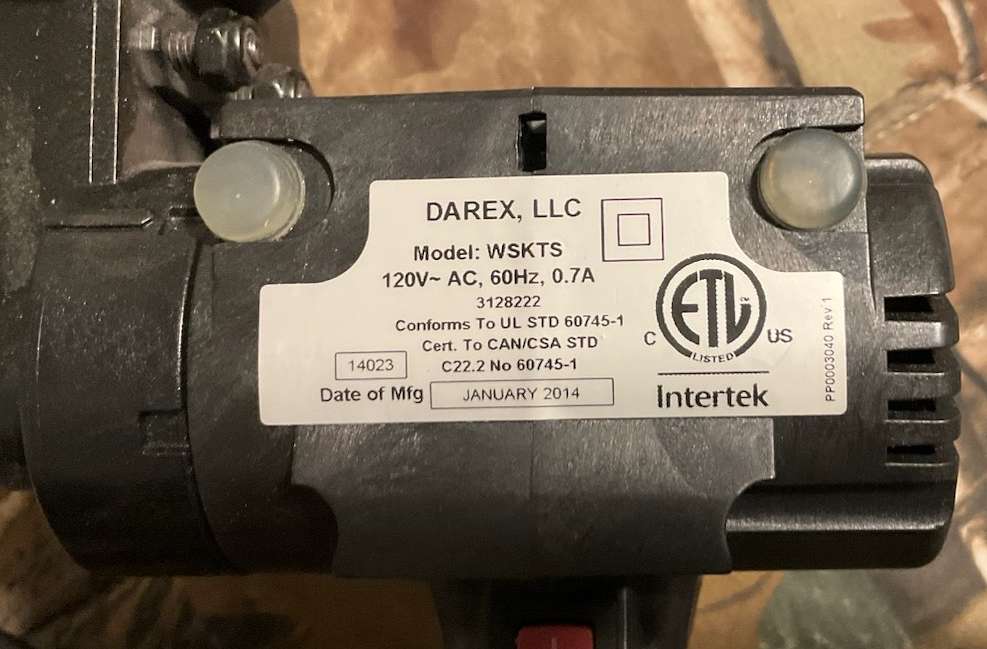 DAREX, LLC
Model: WSKTS
120V~ AC, 60Hz, 0.7A
3128222
Conforms To UL STD 60745-1
Cert. To CAN/CSA STD
C22.2 No 60745-1
14023
Date of Mfg JANUARY 2014
ETL
LISTED
C US
Intertek
PP0003040 Rev 1